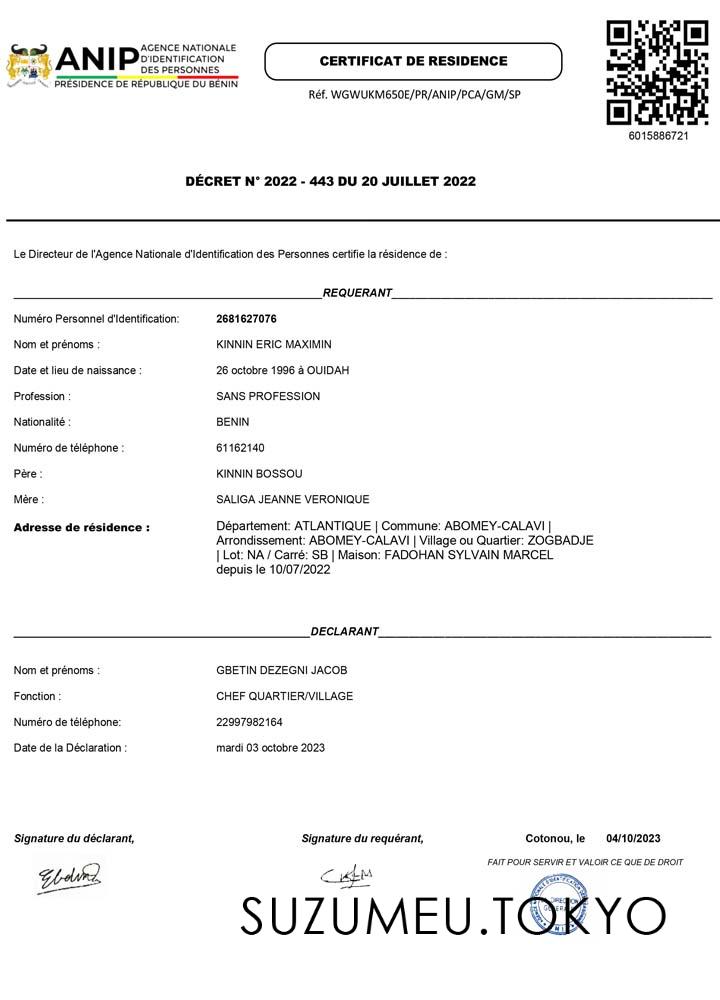 ANIP
AGENCE NATIONALE
D'IDENTIFICATION
DES PERSONNES
PRÉSIDENCE DE RÉPUBLIQUE DU BÉNIN
CERTIFICAT DE RESIDENCE
Réf. WGWUKM650E/PR/ANIP/PCA/GM/SP
6015886721
DÉCRET N° 2022 - 443 DU 20 JUILLET 2022
Le Directeur de l'Agence Nationale d'Identification des Personnes certifie la résidence de :
REQUERANT
Numéro Personnel d'Identification: 2681627076
Nom et prénoms : KINNIN ERIC MAXIMIN
Date et lieu de naissance : 26 octobre 1996 à OUIDAH
Profession : SANS PROFESSION
Nationalité : BENIN
Numéro de téléphone : 61162140
Père : KINNIN BOSSOU
Mère : SALIGA JEANNE VERONIQUE
Adresse de résidence : Département: ATLANTIQUE | Commune: ABOMEY-CALAVI |
Arrondissement: ABOMEY-CALAVI | Village ou Quartier: ZOGBADJE
| Lot: NA / Carré: SB | Maison: FADOHAN SYLVAIN MARCEL
depuis le 10/07/2022
DECLARANT
Nom et prénoms : GBETIN DEZEGNI JACOB
Fonction : CHEF QUARTIER/VILLAGE
Numéro de téléphone: 22997982164
Date de la Déclaration : mardi 03 octobre 2023
Signature du déclarant, Signature du requérant, Cotonou, le 04/10/2023
FAIT POUR SERVIR ET VALOIR CE QUE DE DROIT
SUZUMEU.TOKYO